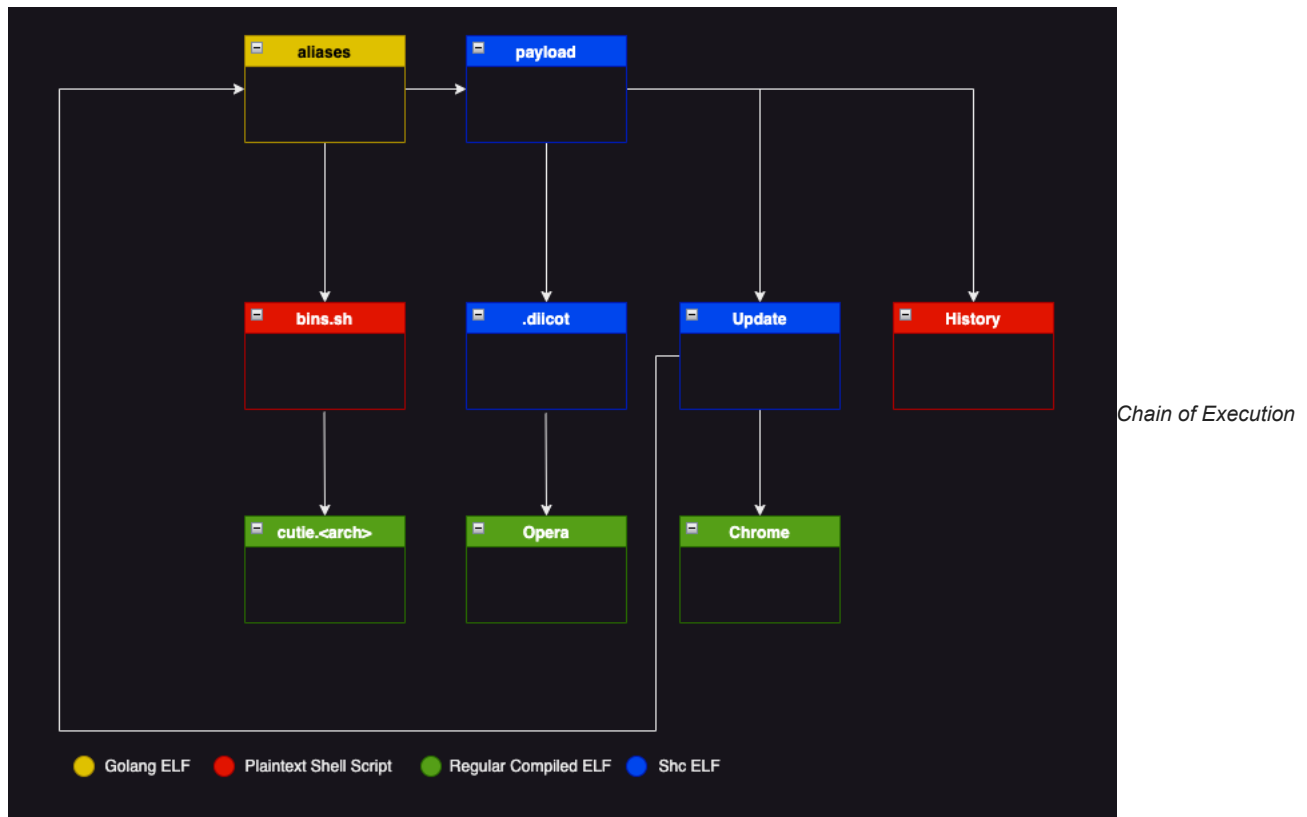 aliases
payload
bins.sh
.diicot
Update
History
Chain of Execution
cutie.<arch>
Opera
Chrome
Golang ELF
Plaintext Shell Script
Regular Compiled ELF
Shc ELF